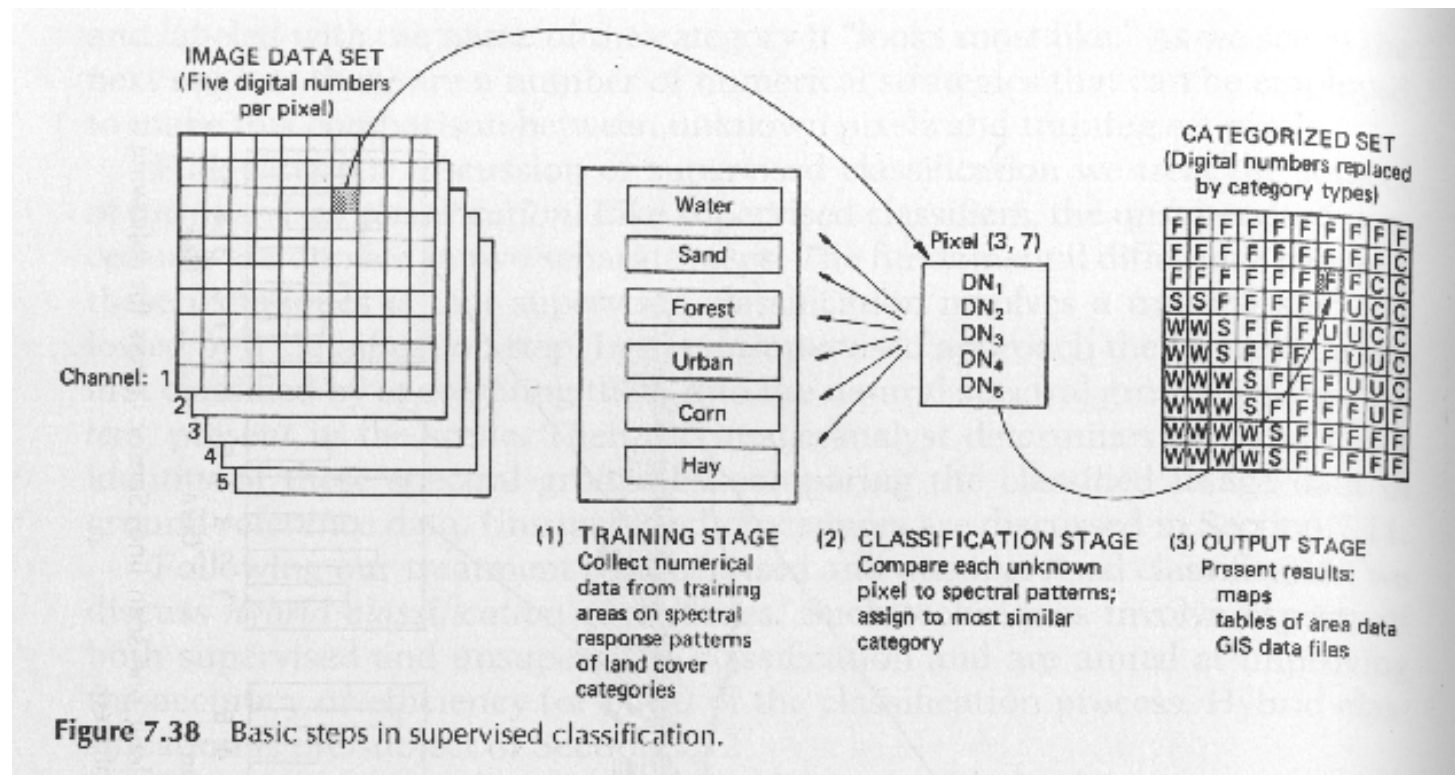 IMAGE DATA SET
(Five digital numbers
per pixel)
Channel: 1
2
3
4
5
Water
Sand
Forest
Urban
Corn
Hay
Pixel (3, 7)
DN₁
DN₂
DN₃
DN₄
DN₅
CATEGORIZED SET
(Digital numbers replaced
by category types)
F F F F F F F F F F
F F F F F F F F F C
F F F F F F F F C C
S S F F F F F U C C
W W S F F F U U C C
W W W S F F F U U C
W W W S F F F U U C
W W W S F F F F U F
W W W W S F F F F F
W W W W S F F F F F
(1) TRAINING STAGE
Collect numerical
data from training
areas on spectral
response patterns
of land cover
categories
(2) CLASSIFICATION STAGE
Compare each unknown
pixel to spectral patterns;
assign to most similar
category
(3) OUTPUT STAGE
Present results:
maps
tables of area data
GIS data files
Figure 7.38 Basic steps in supervised classification.